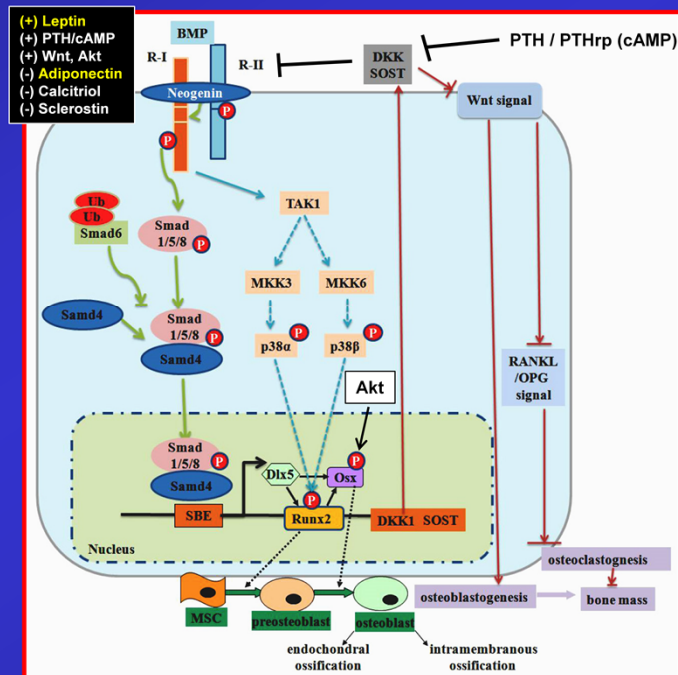 (+) Leptin
(+) PTH/cAMP
(+) Wnt, Akt
(-) Adiponectin
(-) Calcitriol
(-) Sclerostin
BMP
R-I
R-II
Neogenin
P
P
DKK
SOST
PTH / PTHrp (cAMP)
Wnt signal
Ub
Ub
Smad6
Smad
1/5/8
P
TAK1
MKK3
MKK6
Samd4
Smad
1/5/8
P
Samd4
p38α
P
p38β
P
RANKL
/OPG
signal
Akt
Smad
1/5/8
P
Samd4
Dlx5
P
Osx
P
SBE
Runx2
DKK1 SOST
Nucleus
osteoclastognesis
MSC
preosteoblast
osteoblast
osteoblastogenesis
bone mass
endochondral
ossification
intramembranous
ossification